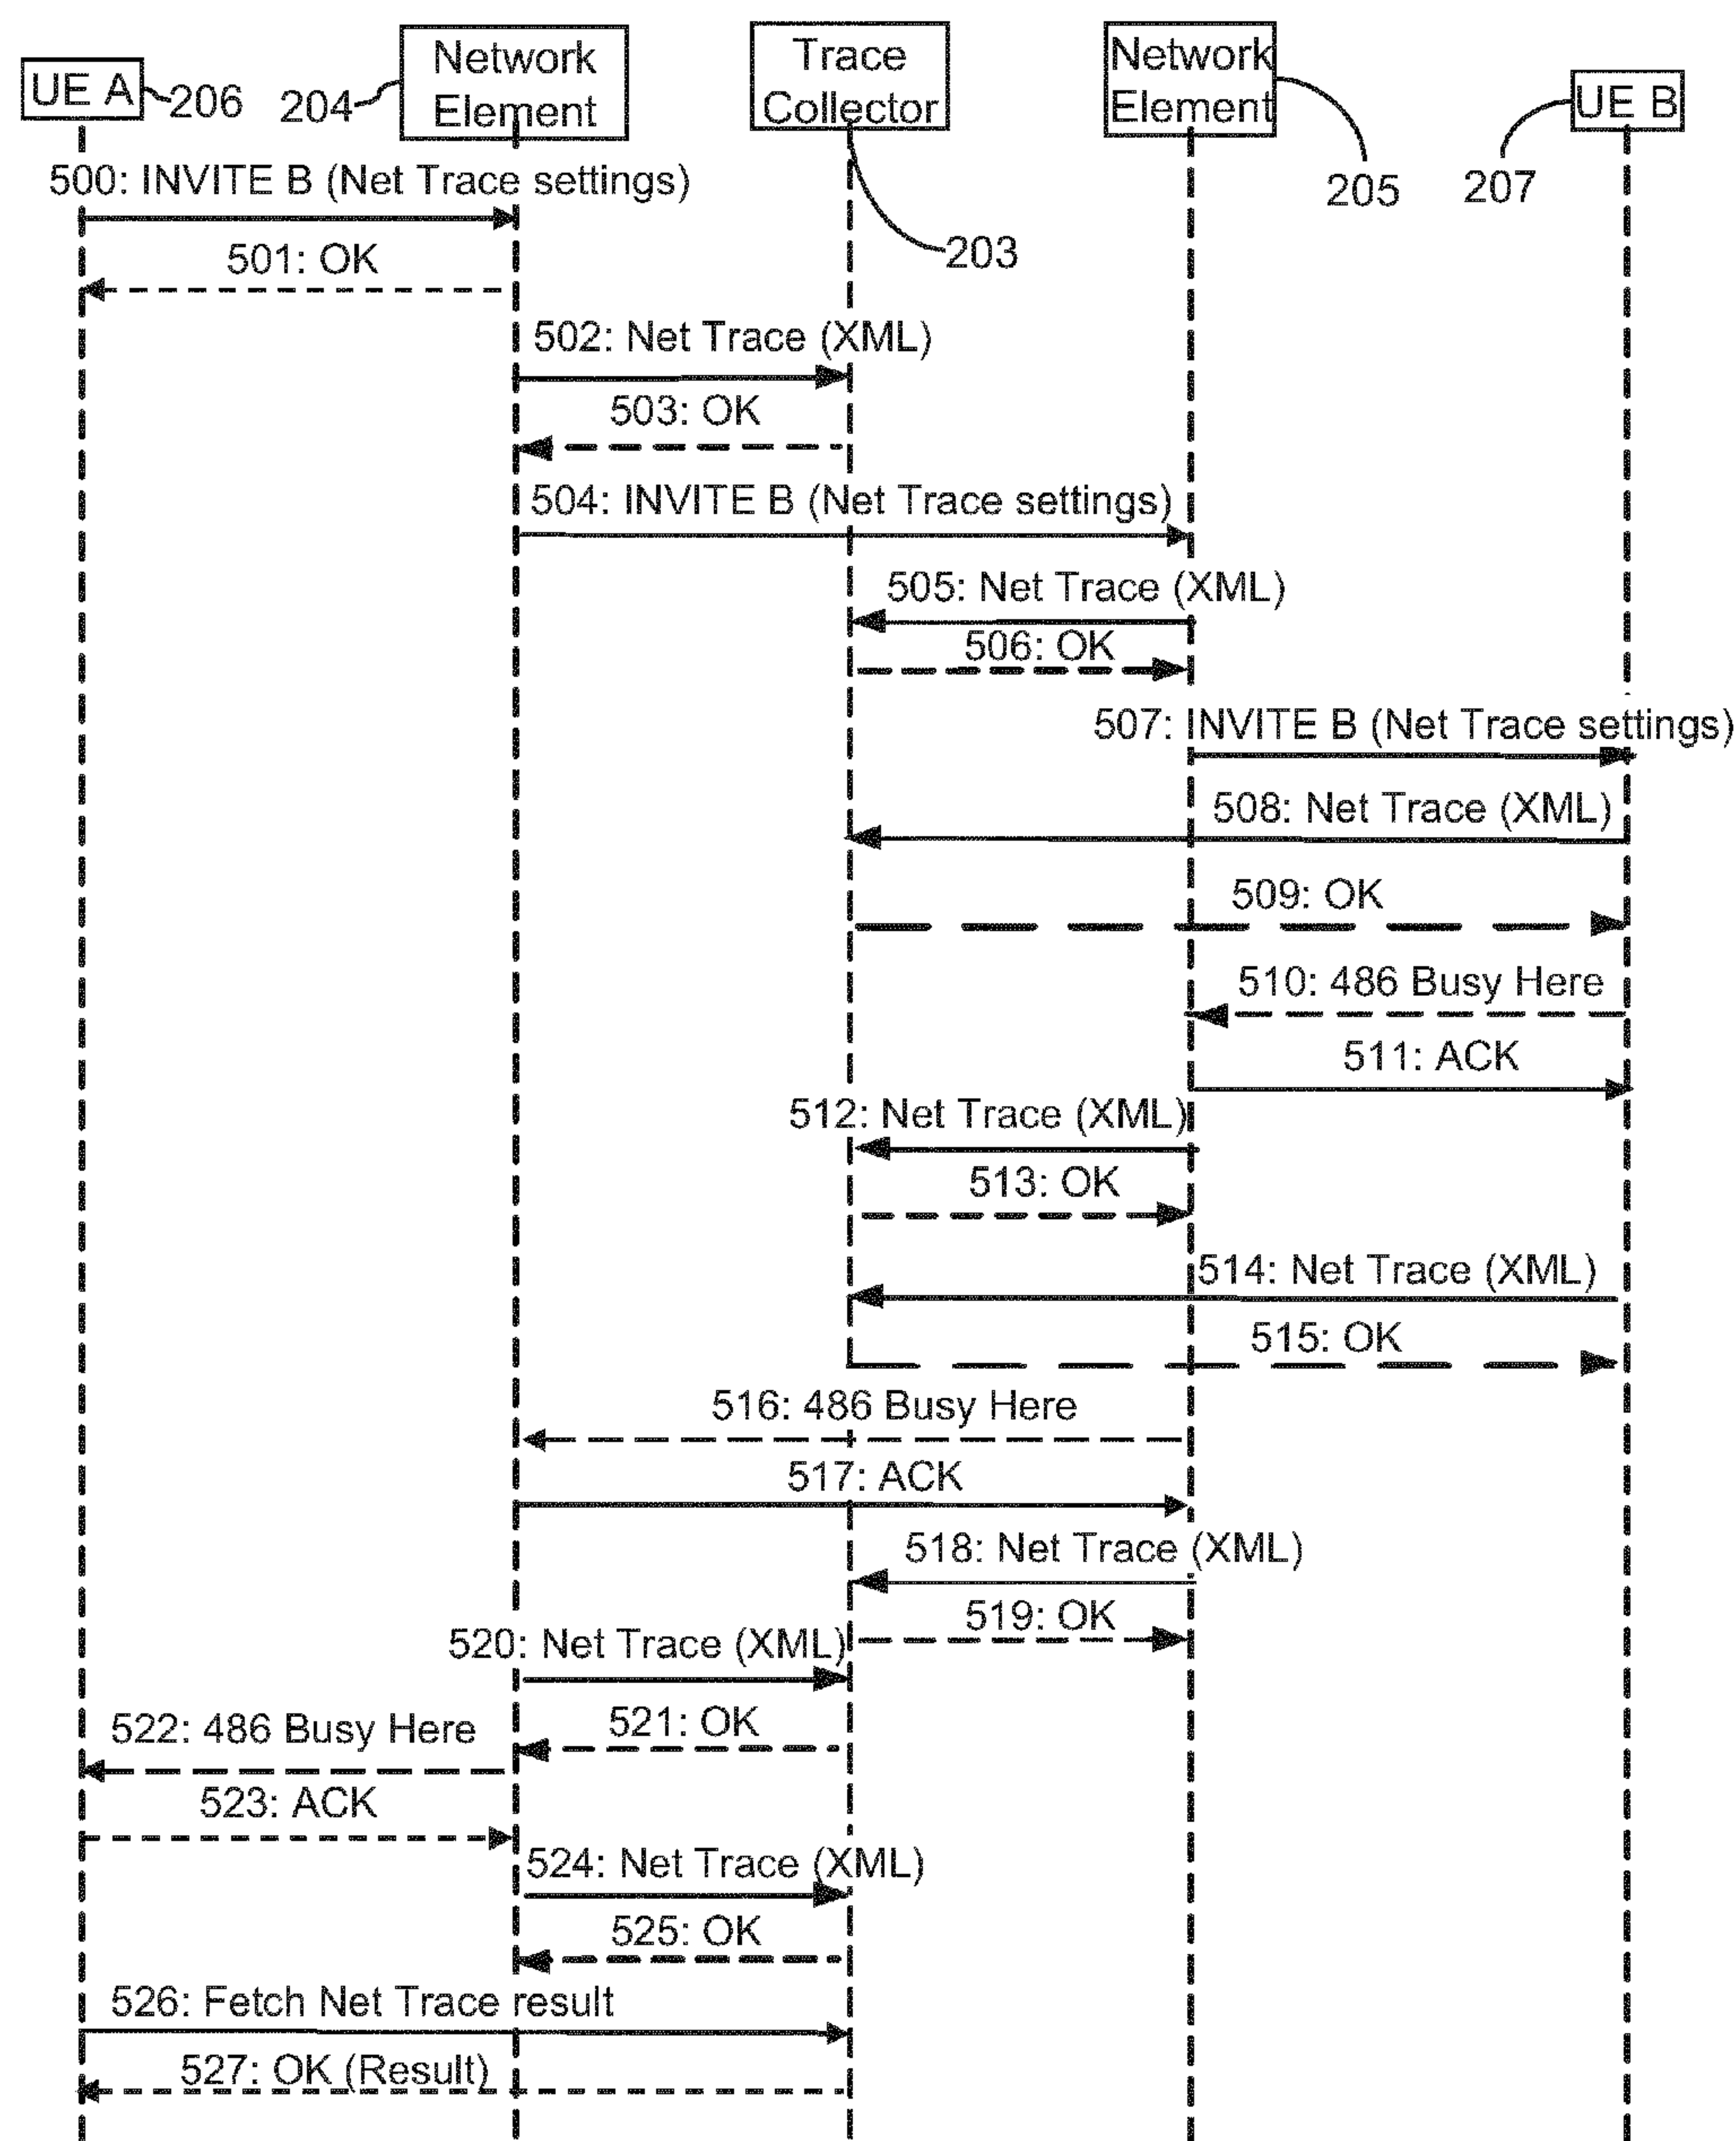 UE A
206
204
Network
Element
Trace
Collector
203
Network
Element
205
207
UE B
500: INVITE B (Net Trace settings)
501: OK
502: Net Trace (XML)
503: OK
504: INVITE B (Net Trace settings)
505: Net Trace (XML)
506: OK
507: INVITE B (Net Trace settings)
508: Net Trace (XML)
509: OK
510: 486 Busy Here
511: ACK
512: Net Trace (XML)
513: OK
514: Net Trace (XML)
515: OK
516: 486 Busy Here
517: ACK
518: Net Trace (XML)
519: OK
520: Net Trace (XML)
521: OK
522: 486 Busy Here
523: ACK
524: Net Trace (XML)
525: OK
526: Fetch Net Trace result
527: OK (Result)